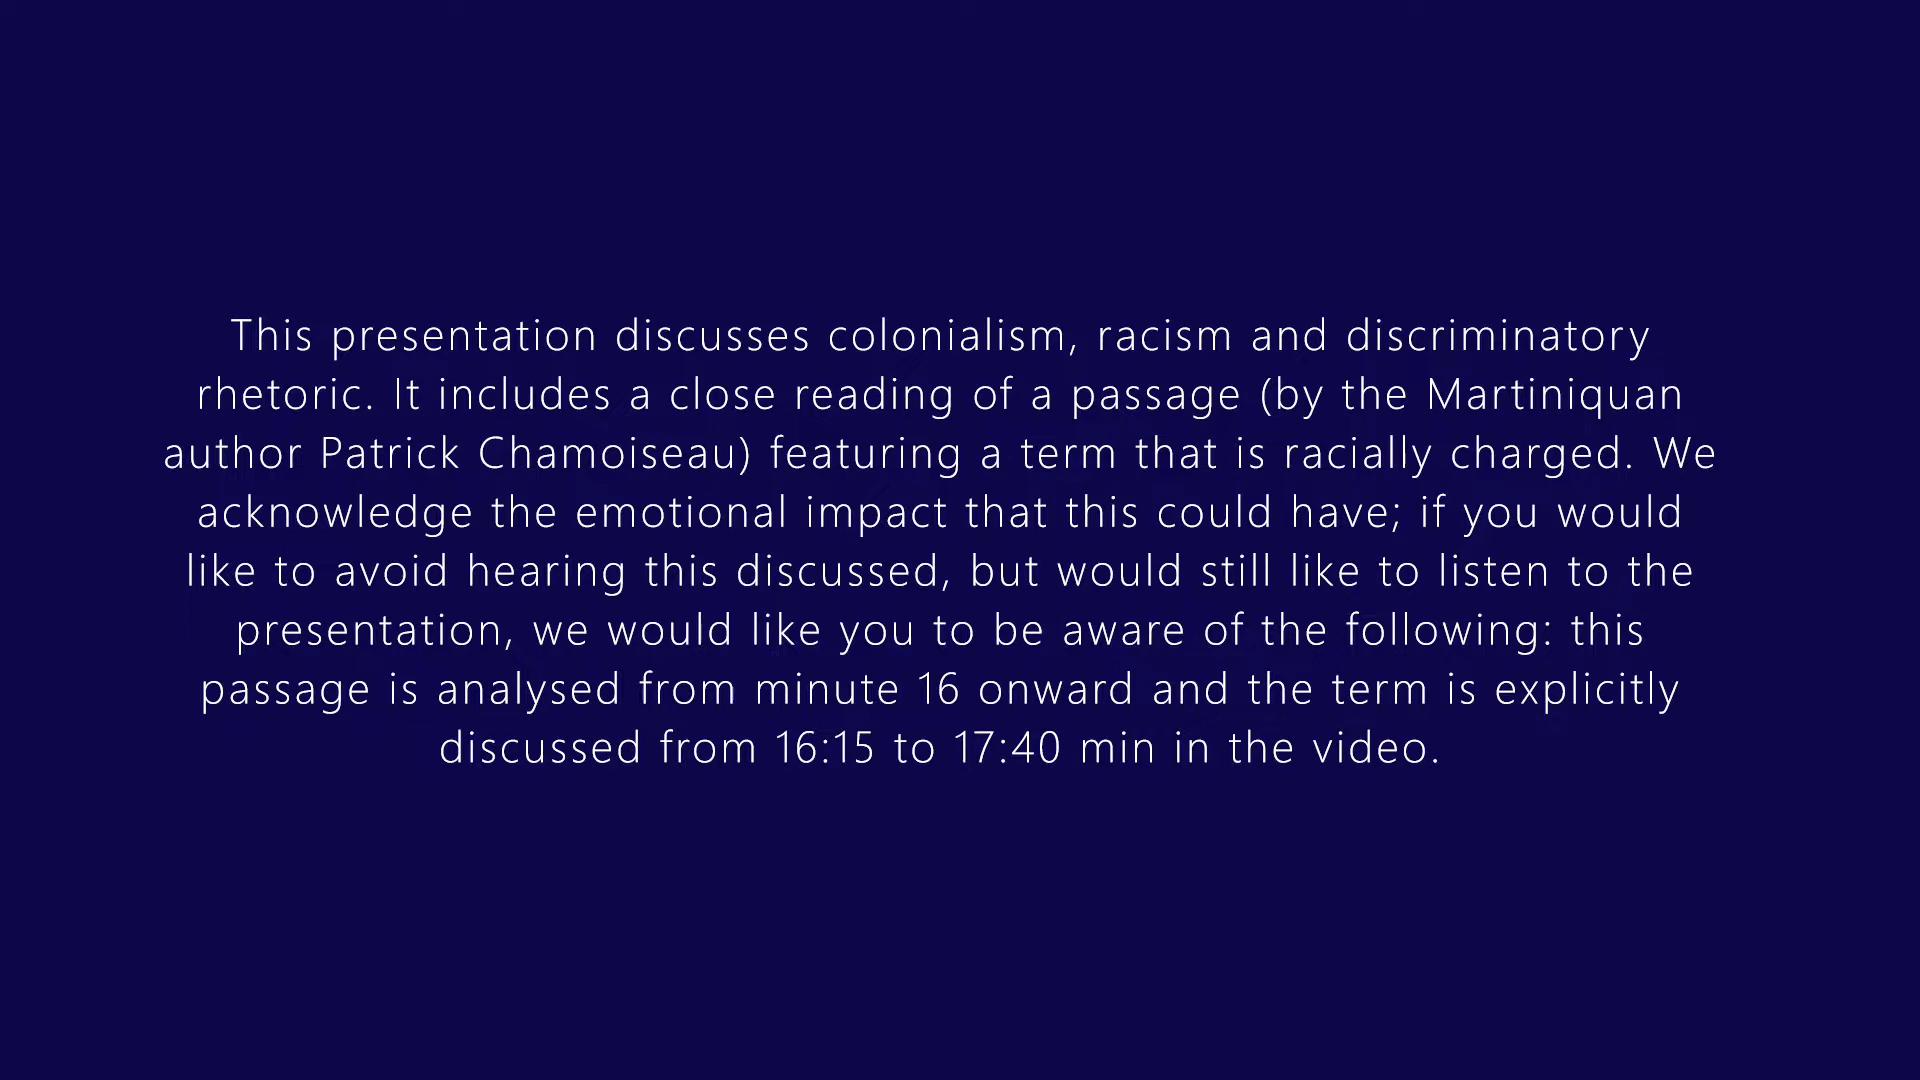 This presentation discusses colonialism, racism and discriminatory
rhetoric. It includes a close reading of a passage (by the Martiniquan
author Patrick Chamoiseau) featuring a term that is racially charged. We
acknowledge the emotional impact that this could have; if you would
like to avoid hearing this discussed, but would still like to listen to the
presentation, we would like you to be aware of the following: this
passage is analysed from minute 16 onward and the term is explicitly
discussed from 16:15 to 17:40 min in the video.